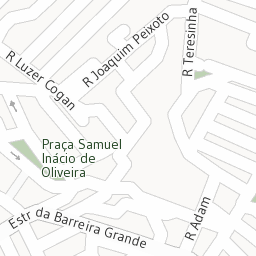 R Joaquim Peixoto
R Luzer Cogan
R Teresinha
Praça Samuel
Inácio de
Oliveira
Estr da Barreira Grande
R Adam